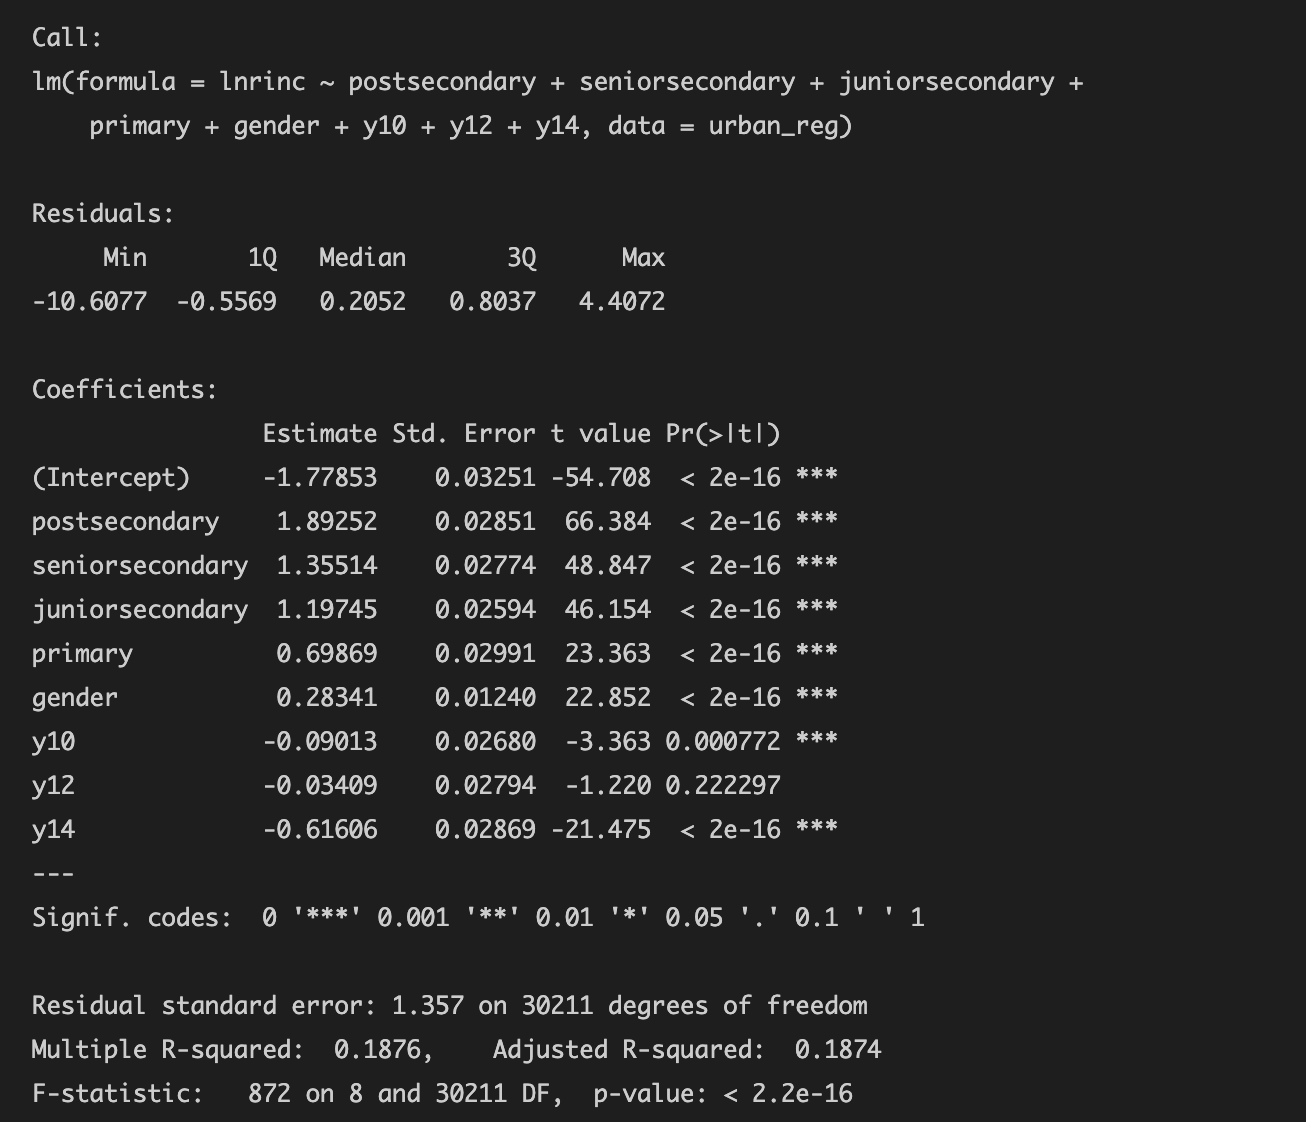 Call:
lm(formula = lnrinc ~ postsecondary + seniorsecondary + juniorsecondary +
    primary + gender + y10 + y12 + y14, data = urban_reg)

Residuals:
     Min       1Q   Median       3Q      Max
-10.6077  -0.5569   0.2052   0.8037   4.4072

Coefficients:
                Estimate Std. Error t value Pr(>|t|)
(Intercept)     -1.77853    0.03251 -54.708  < 2e-16 ***
postsecondary    1.89252    0.02851  66.384  < 2e-16 ***
seniorsecondary  1.35514    0.02774  48.847  < 2e-16 ***
juniorsecondary  1.19745    0.02594  46.154  < 2e-16 ***
primary          0.69869    0.02991  23.363  < 2e-16 ***
gender           0.28341    0.01240  22.852  < 2e-16 ***
y10             -0.09013    0.02680  -3.363 0.000772 ***
y12             -0.03409    0.02794  -1.220 0.222297
y14             -0.61606    0.02869 -21.475  < 2e-16 ***
---
Signif. codes:  0 '***' 0.001 '**' 0.01 '*' 0.05 '.' 0.1 ' ' 1

Residual standard error: 1.357 on 30211 degrees of freedom
Multiple R-squared:  0.1876,    Adjusted R-squared:  0.1874
F-statistic:   872 on 8 and 30211 DF,  p-value: < 2.2e-16